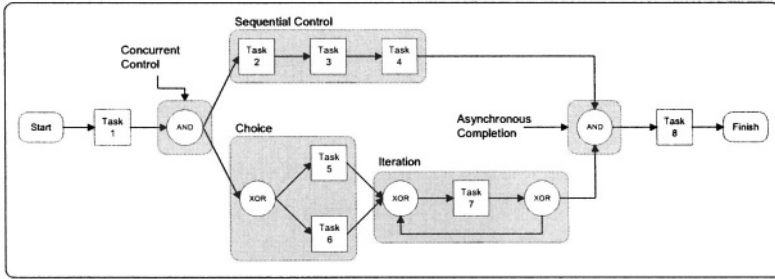 Sequential Control
Concurrent
Control
Task
2
Task
3
Task
4
Start
Task
1
AND
Choice
Asynchronous
Completion
AND
Task
8
Finish
Task
5
Iteration
XOR
XOR
Task
7
XOR
Task
6